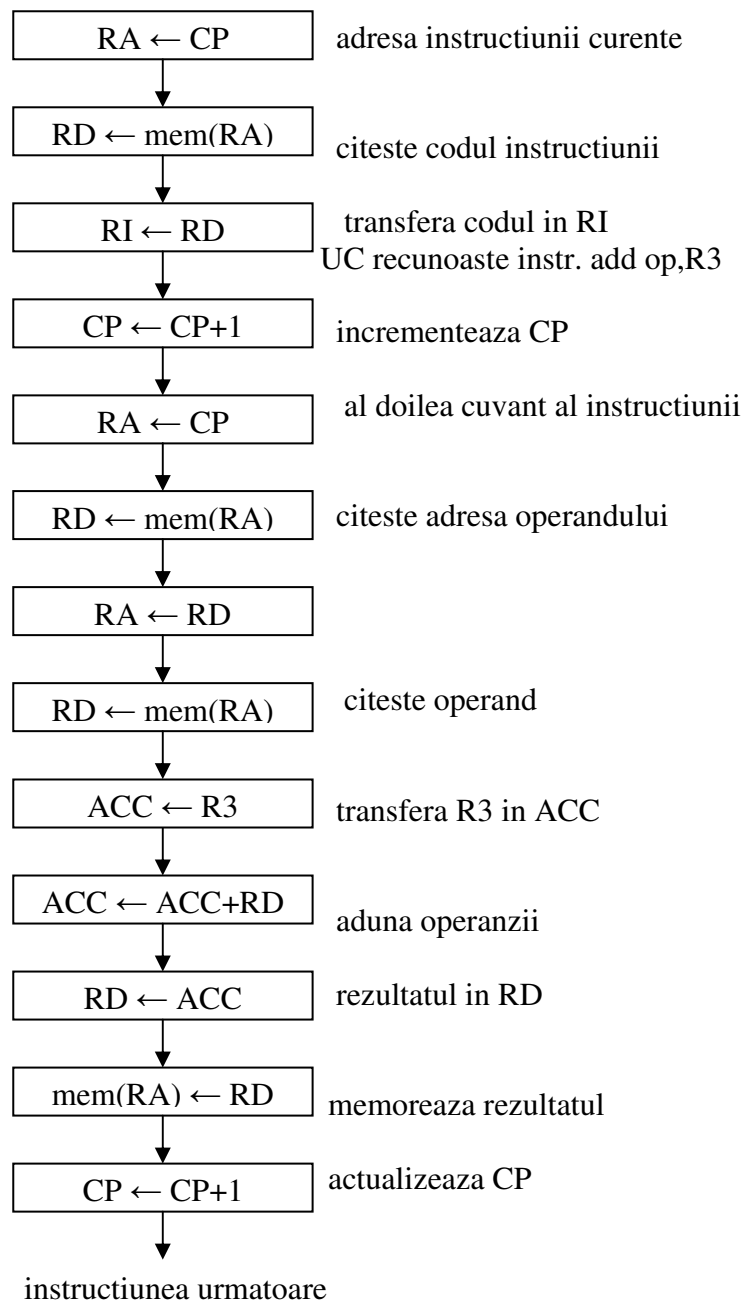 RA ← CP
adresa instructiunii curente
RD ← mem(RA)
citeste codul instructiunii
RI ← RD
transfera codul in RI
UC recunoaste instr. add op,R3
CP ← CP+1
incrementeaza CP
RA ← CP
al doilea cuvant al instructiunii
RD ← mem(RA)
citeste adresa operandului
RA ← RD
RD ← mem(RA)
citeste operand
ACC ← R3
transfera R3 in ACC
ACC ← ACC+RD
aduna operanzii
RD ← ACC
rezultatul in RD
mem(RA) ← RD
memoreaza rezultatul
CP ← CP+1
actualizeaza CP
instructiunea urmatoare